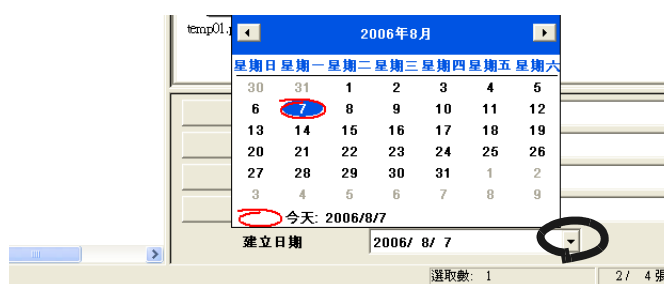 temp01.j
2006年8月
星期日 星期一 星期二 星期三 星期四 星期五 星期六
30 31 1 2 3 4 5
6 7 8 9 10 11 12
13 14 15 16 17 18 19
20 21 22 23 24 25 26
27 28 29 30 31 1 2
3 4 5 6 7 8 9
今天: 2006/8/7
建立日期 2006/ 8/ 7
選取數: 1 2/ 4張